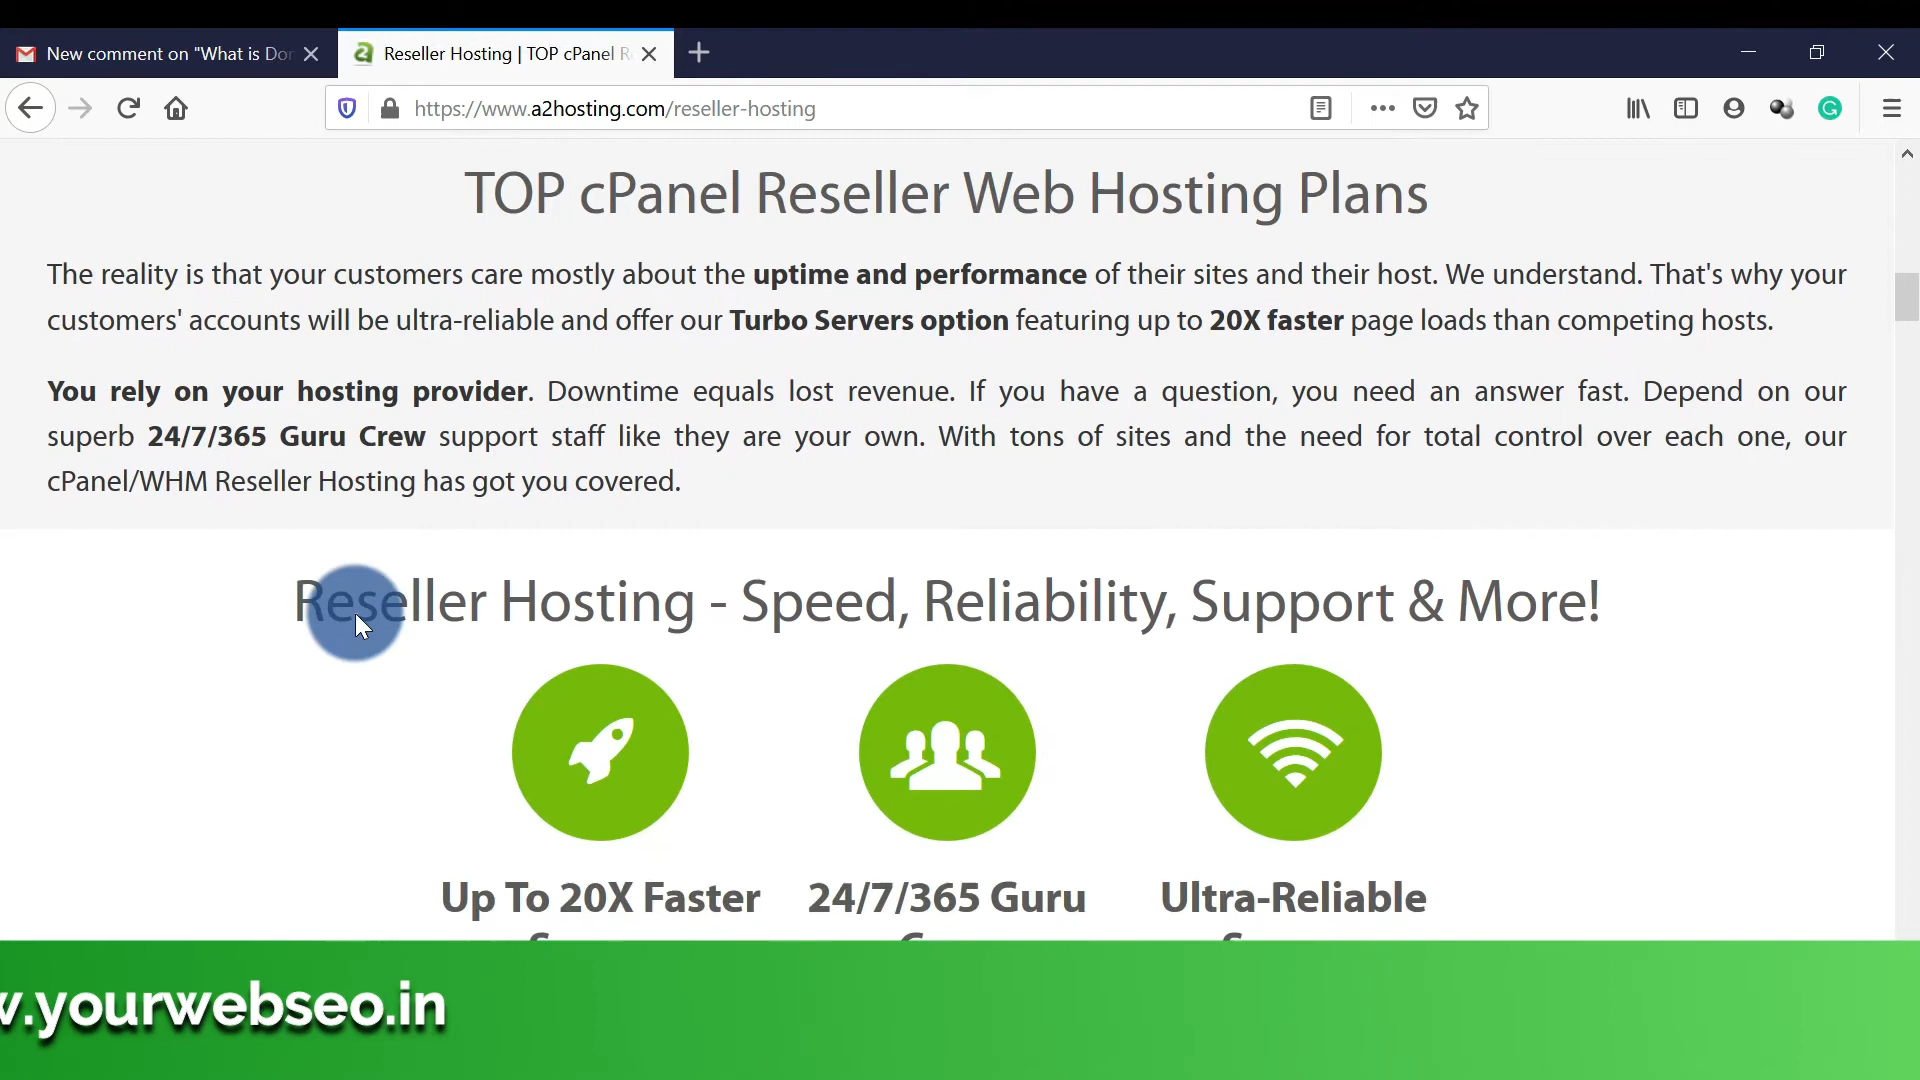 New comment on "What is Dor
Reseller Hosting | TOP cPanel R
https://www.a2hosting.com/reseller-hosting
TOP cPanel Reseller Web Hosting Plans
The reality is that your customers care mostly about the uptime and performance of their sites and their host. We understand. That's why your
customers' accounts will be ultra-reliable and offer our Turbo Servers option featuring up to 20X faster page loads than competing hosts.
You rely on your hosting provider. Downtime equals lost revenue. If you have a question, you need an answer fast. Depend on our
superb 24/7/365 Guru Crew support staff like they are your own. With tons of sites and the need for total control over each one, our
cPanel/WHM Reseller Hosting has got you covered.
Reseller Hosting - Speed, Reliability, Support & More!
Up To 20X Faster
24/7/365 Guru
Ultra-Reliable
w.yourwebseo.in